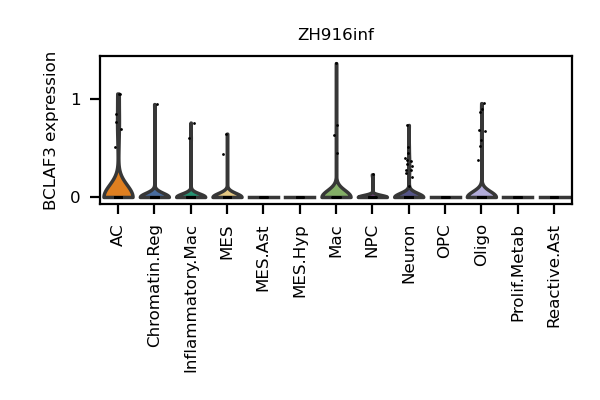 ZH916inf
BCLAF3 expression
1
0
AC
Chromatin.Reg
Inflammatory.Mac
MES
MES.Ast
MES.Hyp
Mac
NPC
Neuron
OPC
Oligo
Prolif.Metab
Reactive.Ast